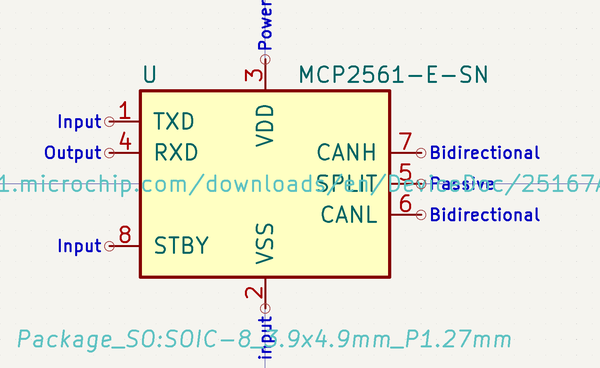 Power
U
MCP2561-E-SN
3
VDD
Input 1 TXD
Output 4 RXD
CANH 7 Bidirectional
1.microchip.com/downloads/en/DeviceDoc/25167A
SPLIT 5 Passive
CANL 6 Bidirectional
Input 8 STBY
VSS
2
input
Package_SO:SOIC-8_3.9x4.9mm_P1.27mm